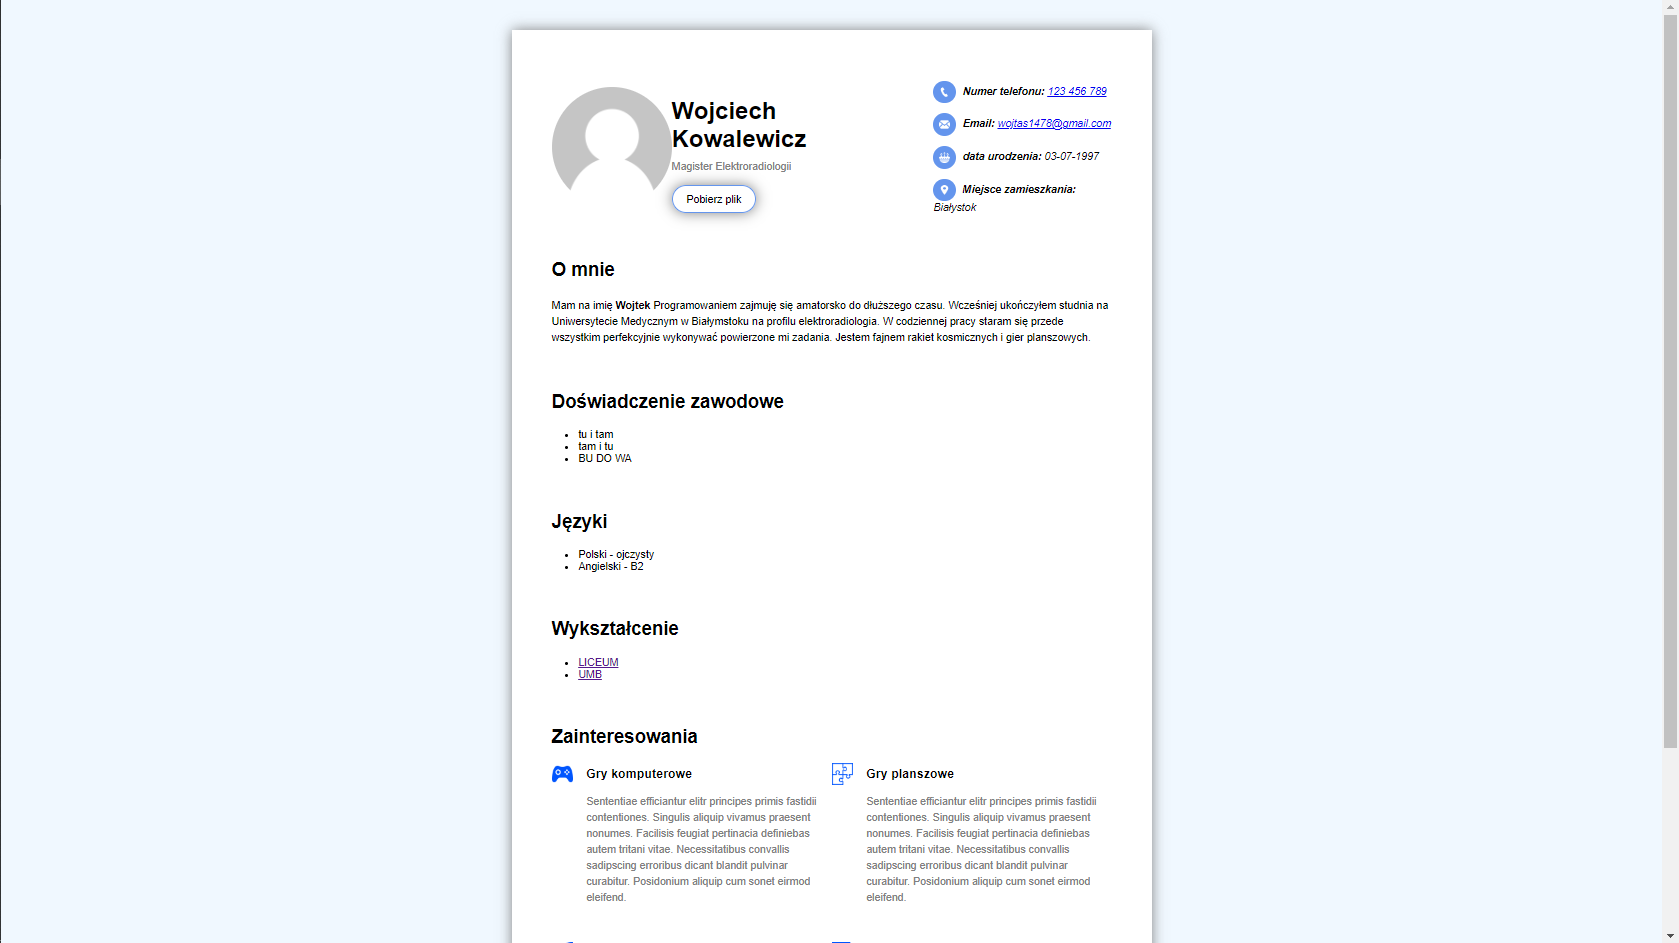 Wojciech
Kowalewicz
Magister Elektroradiologii
Pobierz plik
Numer telefonu: 123 456 789
Email: wojtas1478@gmail.com
data urodzenia: 03-07-1997
Miejsce zamieszkania:
Białystok
O mnie
Mam na imię Wojtek Programowaniem zajmuję się amatorsko do dłuższego czasu. Wcześniej ukończyłem studnia na
Uniwersytecie Medycznym w Białymstoku na profilu elektroradiologia. W codziennej pracy staram się przede
wszystkim perfekcyjnie wykonywać powierzone mi zadania. Jestem fajnem rakiet kosmicznych i gier planszowych.
Doświadczenie zawodowe
tu i tam
tam i tu
BU DO WA
Języki
Polski - ojczysty
Angielski - B2
Wykształcenie
LICEUM
UMB
Zainteresowania
Gry komputerowe
Sententiae efficiantur elitr principes primis fastidii
contentiones. Singulis aliquip vivamus praesent
nonumes. Facilisis feugiat pertinacia definiebas
autem tritani vitae. Necessitatibus convallis
sadipscing erroribus dicant blandit pulvinar
curabitur. Posidonium aliquip cum sonet eirmod
eleifend.
Gry planszowe
Sententiae efficiantur elitr principes primis fastidii
contentiones. Singulis aliquip vivamus praesent
nonumes. Facilisis feugiat pertinacia definiebas
autem tritani vitae. Necessitatibus convallis
sadipscing erroribus dicant blandit pulvinar
curabitur. Posidonium aliquip cum sonet eirmod
eleifend.